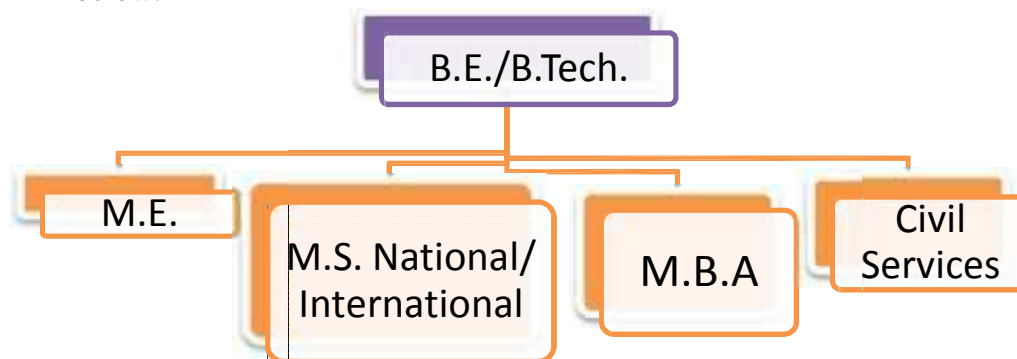 B.E./B.Tech.
M.E.
M.S. National/
International
M.B.A
Civil
Services